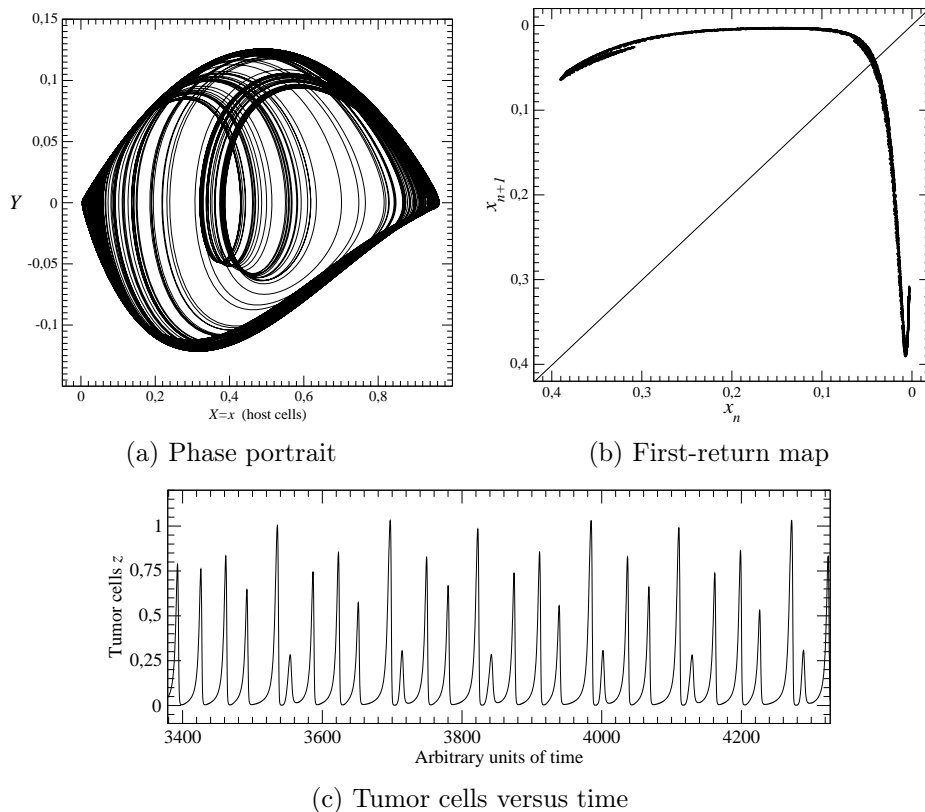 0,15
0,1
0,05
Y
0
-0,05
-0,1
0 0,2 0,4 0,6 0,8
X=x (host cells)
(a) Phase portrait
0
0,1
x_{n+1}
0,2
0,3
0,4
0,4 0,3 0,2 0,1 0
x_n
(b) First-return map
1
0,75
0,5
0,25
0
Tumor cells z
3400 3600 3800 4000 4200
Arbitrary units of time
(c) Tumor cells versus time